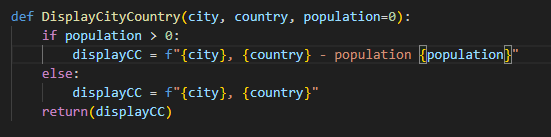 def DisplayCityCountry(city, country, population=0):
    if population > 0:
        displayCC = f"{city}, {country} - population {population}"
    else:
        displayCC = f"{city}, {country}"
    return(displayCC)